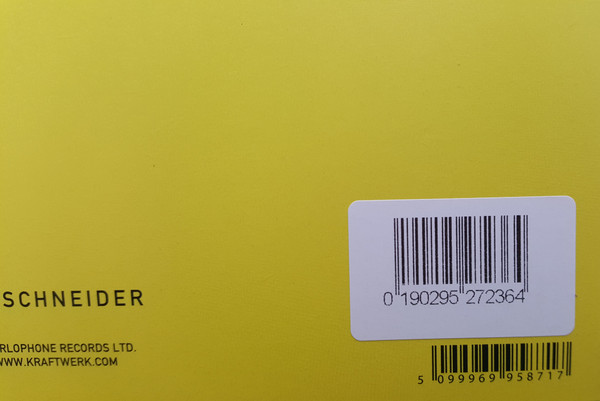 SCHNEIDER
RLOPHONE RECORDS LTD.
WWW.KRAFTWERK.COM
0 190295 272364
5 099969 958717